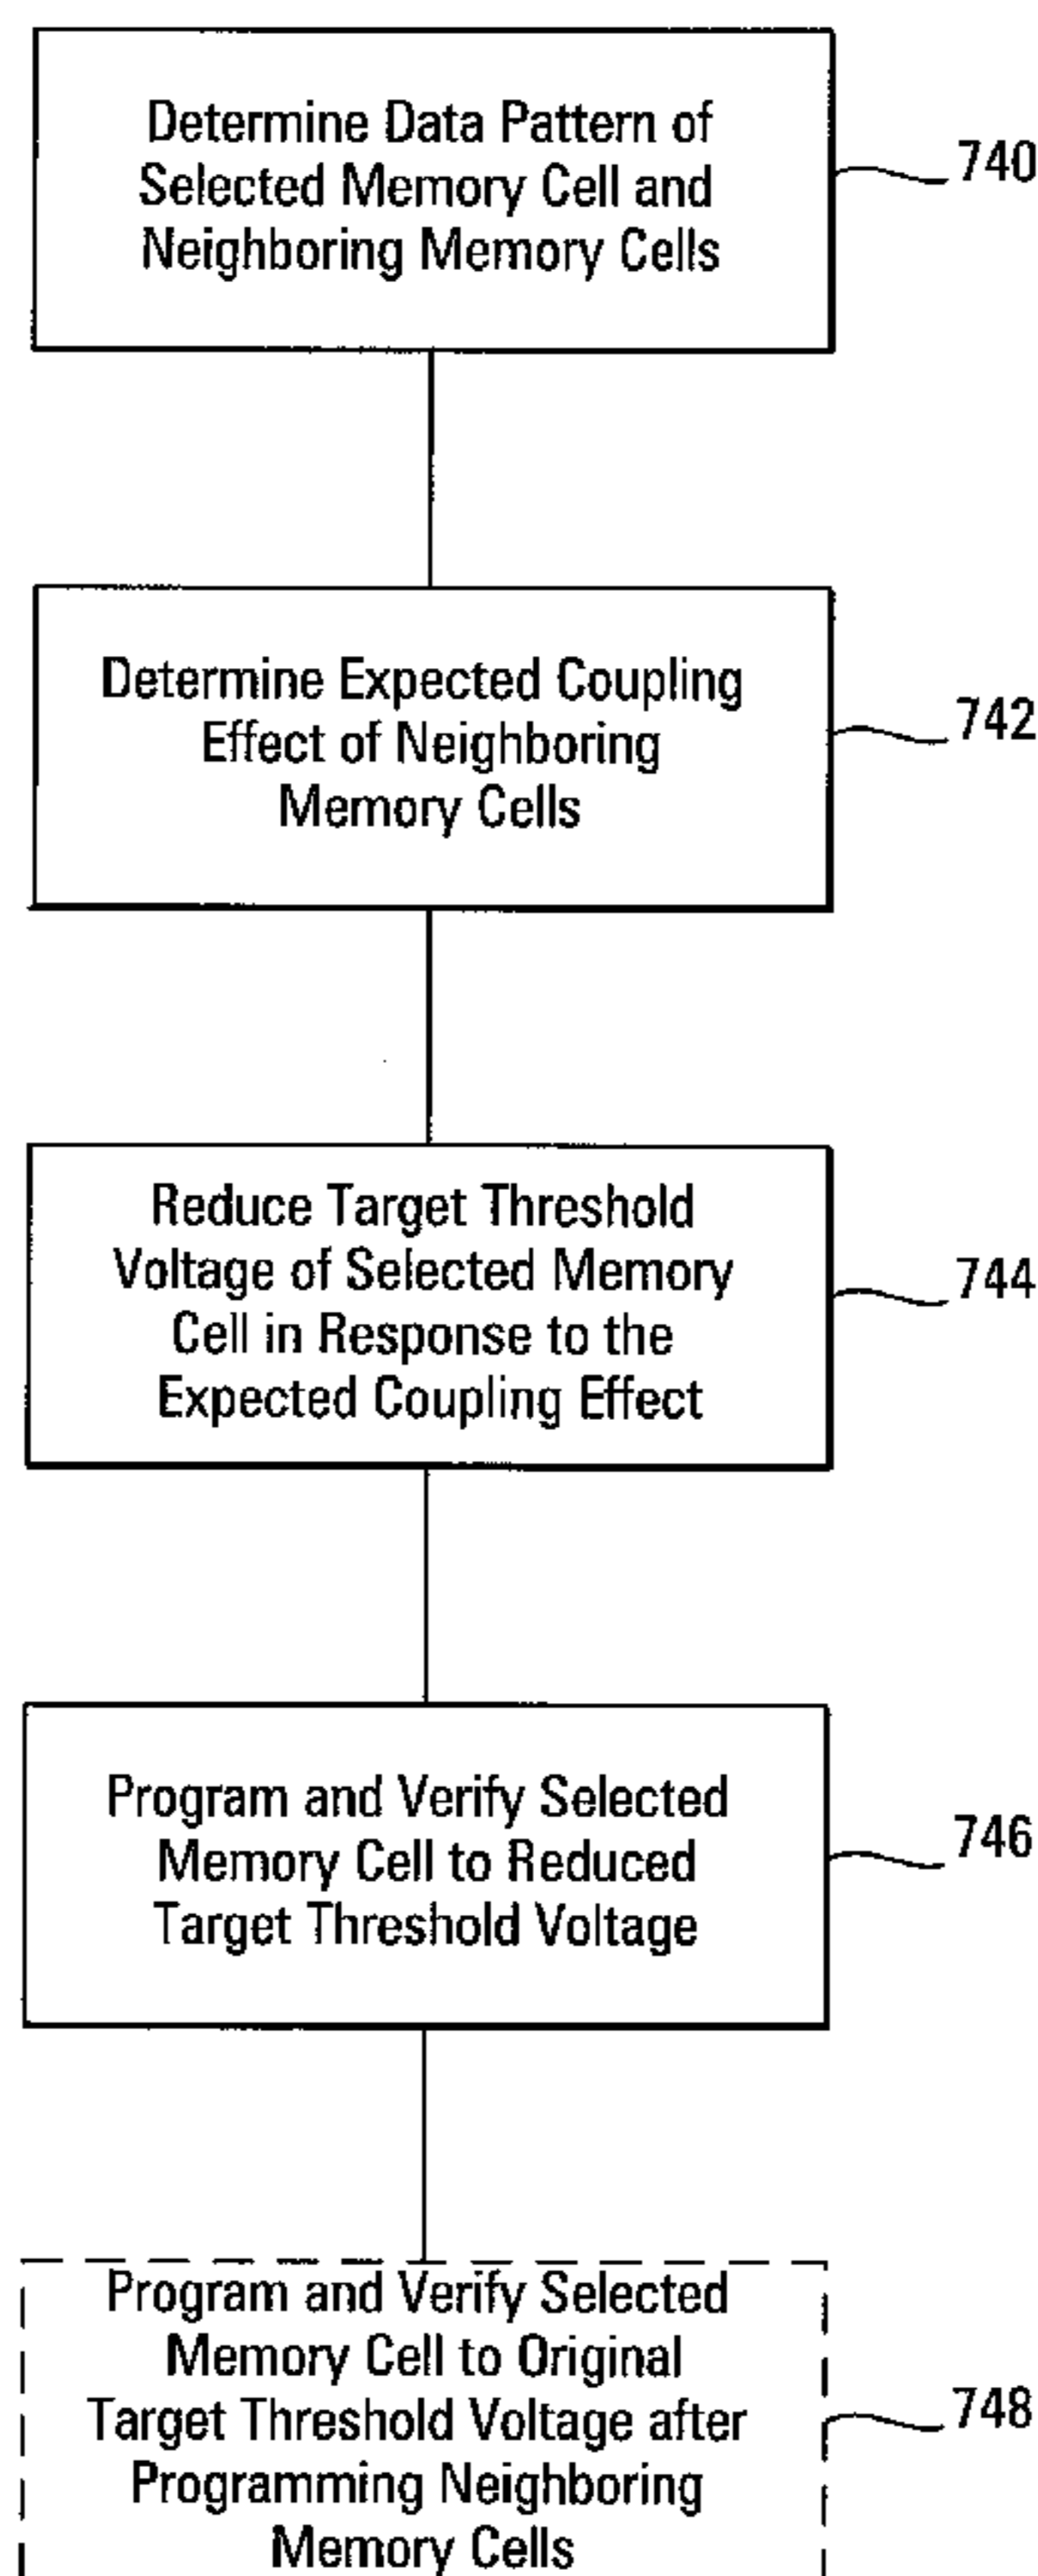 Determine Data Pattern of
Selected Memory Cell and
Neighboring Memory Cells
740
Determine Expected Coupling
Effect of Neighboring
Memory Cells
742
Reduce Target Threshold
Voltage of Selected Memory
Cell in Response to the
Expected Coupling Effect
744
Program and Verify Selected
Memory Cell to Reduced
Target Threshold Voltage
746
Program and Verify Selected
Memory Cell to Original
Target Threshold Voltage after
Programming Neighboring
Memory Cells
748